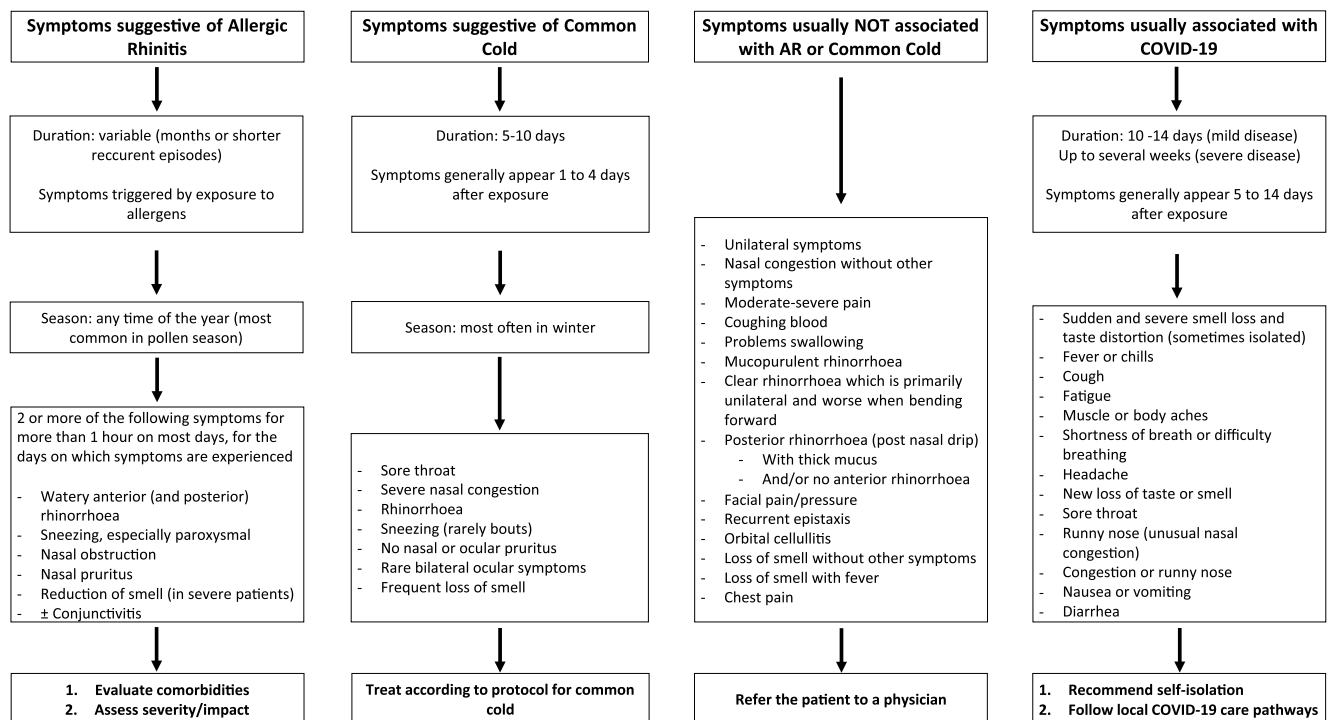 Symptoms suggestive of Allergic
Rhinitis
Duration: variable (months or shorter
reccurent episodes)
Symptoms triggered by exposure to
allergens
Season: any time of the year (most
common in pollen season)
2 or more of the following symptoms for
more than 1 hour on most days, for the
days on which symptoms are experienced
- Watery anterior (and posterior)
rhinorrhoea
- Sneezing, especially paroxysmal
- Nasal obstruction
- Nasal pruritus
- Reduction of smell (in severe patients)
- ± Conjunctivitis
1. Evaluate comorbidities
2. Assess severity/impact
Symptoms suggestive of Common
Cold
Duration: 5-10 days
Symptoms generally appear 1 to 4 days
after exposure
Season: most often in winter
- Sore throat
- Severe nasal congestion
- Rhinorrhoea
- Sneezing (rarely bouts)
- No nasal or ocular pruritus
- Rare bilateral ocular symptoms
- Frequent loss of smell
Treat according to protocol for common
cold
Symptoms usually NOT associated
with AR or Common Cold
- Unilateral symptoms
- Nasal congestion without other
symptoms
- Moderate-severe pain
- Coughing blood
- Problems swallowing
- Mucopurulent rhinorrhoea
- Clear rhinorrhoea which is primarily
unilateral and worse when bending
forward
- Posterior rhinorrhoea (post nasal drip)
- With thick mucus
- And/or no anterior rhinorrhoea
- Facial pain/pressure
- Recurrent epistaxis
- Orbital cellullitis
- Loss of smell without other symptoms
- Loss of smell with fever
- Chest pain
Refer the patient to a physician
Symptoms usually associated with
COVID-19
Duration: 10 -14 days (mild disease)
Up to several weeks (severe disease)
Symptoms generally appear 5 to 14 days
after exposure
- Sudden and severe smell loss and
taste distortion (sometimes isolated)
- Fever or chills
- Cough
- Fatigue
- Muscle or body aches
- Shortness of breath or difficulty
breathing
- Headache
- New loss of taste or smell
- Sore throat
- Runny nose (unusual nasal
congestion)
- Congestion or runny nose
- Nausea or vomiting
- Diarrhea
1. Recommend self-isolation
2. Follow local COVID-19 care pathways